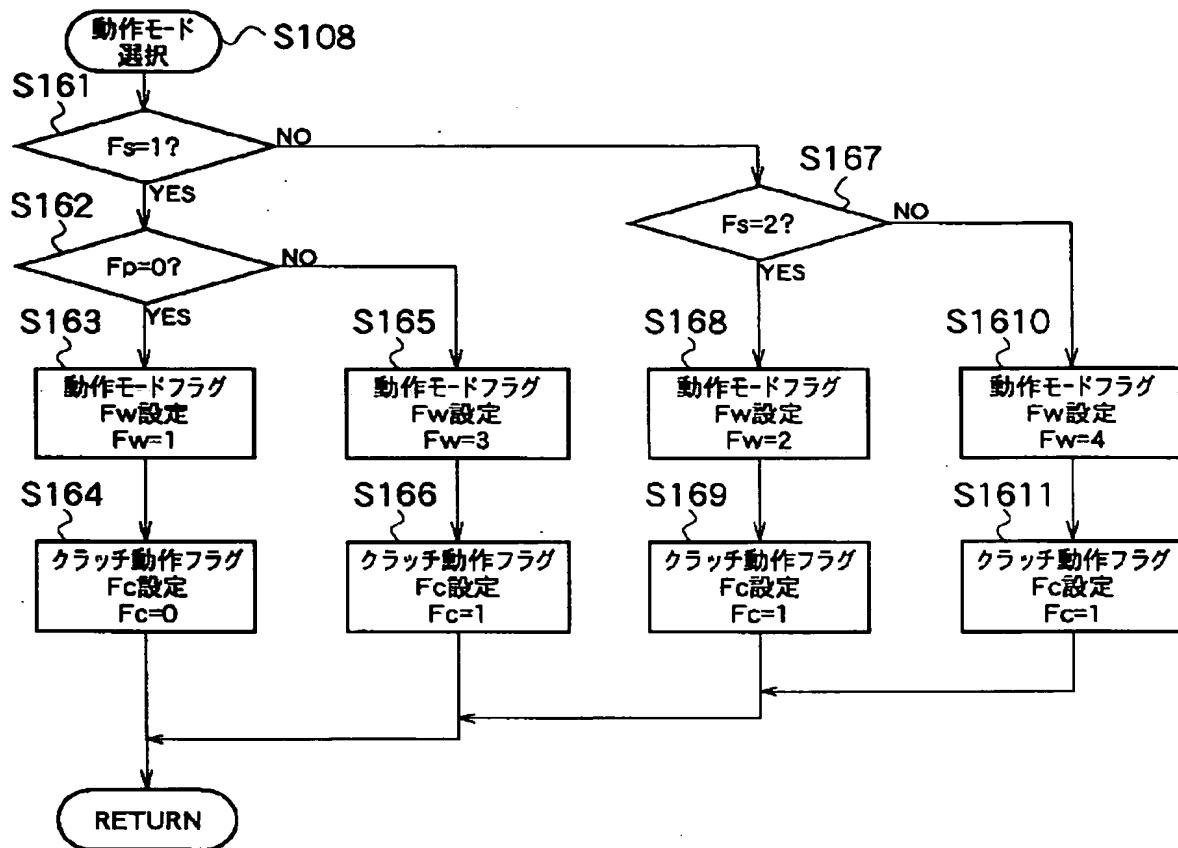 動作モード
選択
S108
S161
Fs=1?
NO
YES
S162
Fp=0?
NO
YES
S167
Fs=2?
NO
YES
S163
動作モードフラグ
Fw設定
Fw=1
S165
動作モードフラグ
Fw設定
Fw=3
S168
動作モードフラグ
Fw設定
Fw=2
S1610
動作モードフラグ
Fw設定
Fw=4
S164
クラッチ動作フラグ
Fc設定
Fc=0
S166
クラッチ動作フラグ
Fc設定
Fc=1
S169
クラッチ動作フラグ
Fc設定
Fc=1
S1611
クラッチ動作フラグ
Fc設定
Fc=1
RETURN